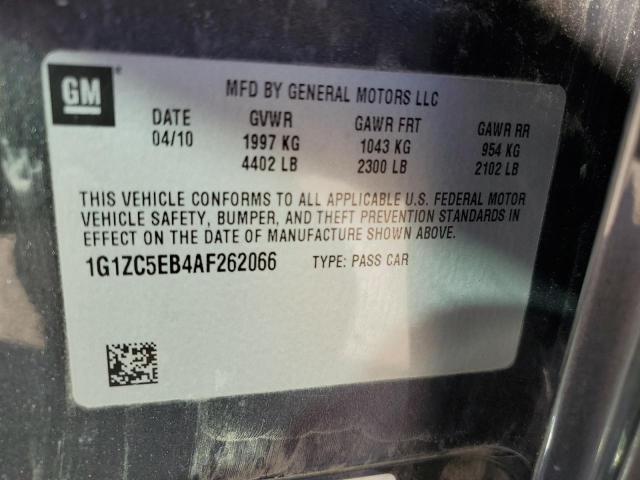 GM
MFD BY GENERAL MOTORS LLC
DATE GVWR GAWR FRT GAWR RR
04/10 1997 KG 1043 KG 954 KG
4402 LB 2300 LB 2102 LB
THIS VEHICLE CONFORMS TO ALL APPLICABLE U.S. FEDERAL MOTOR
VEHICLE SAFETY, BUMPER, AND THEFT PREVENTION STANDARDS IN
EFFECT ON THE DATE OF MANUFACTURE SHOWN ABOVE.
1G1ZC5EB4AF262066 TYPE: PASS CAR